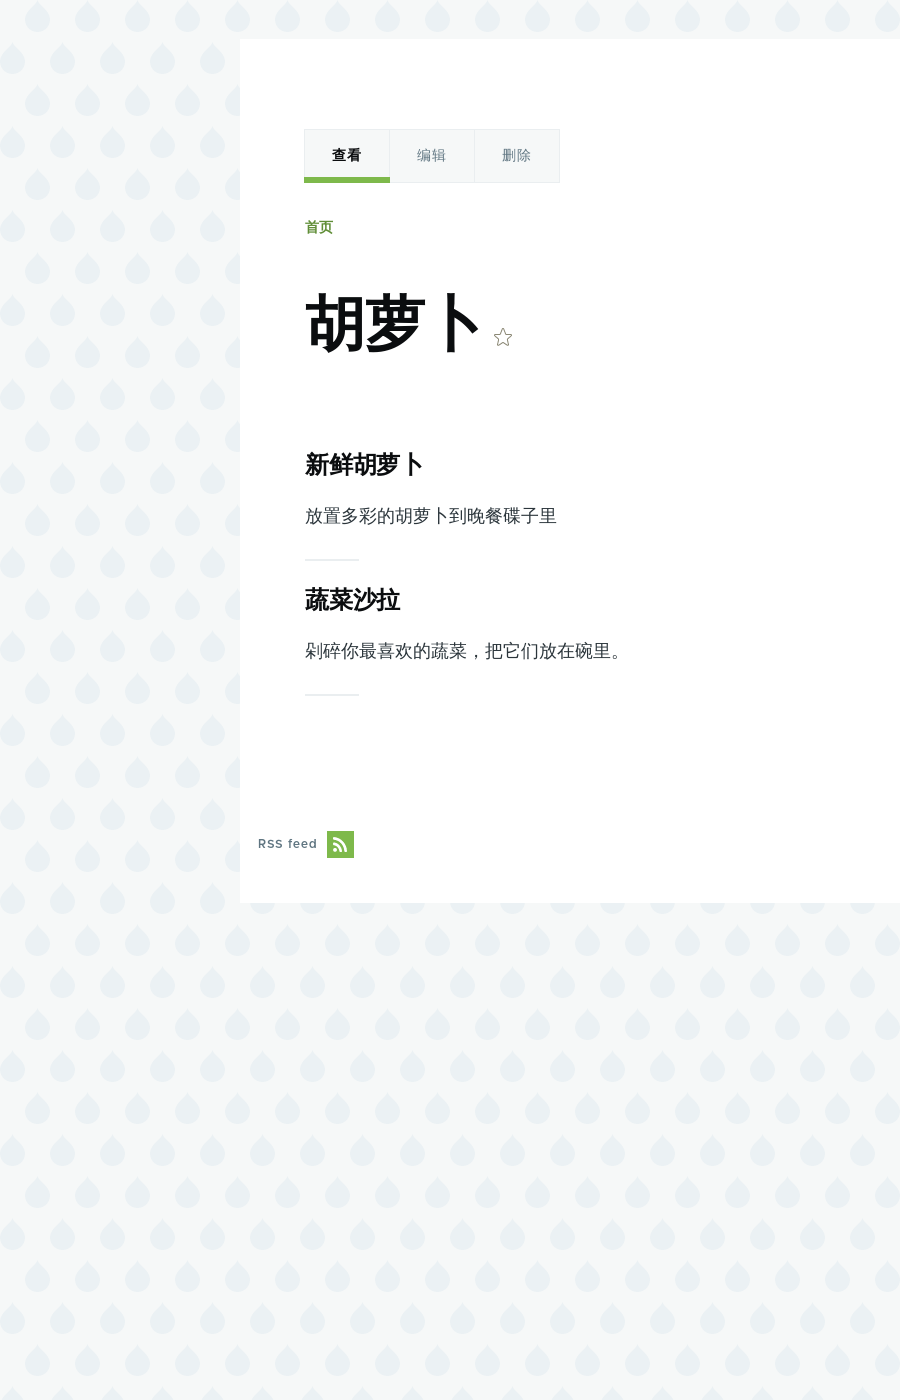 查看 编辑 删除
首页
胡萝卜
新鲜胡萝卜
放置多彩的胡萝卜到晚餐碟子里
蔬菜沙拉
剁碎你最喜欢的蔬菜，把它们放在碗里。
RSS feed